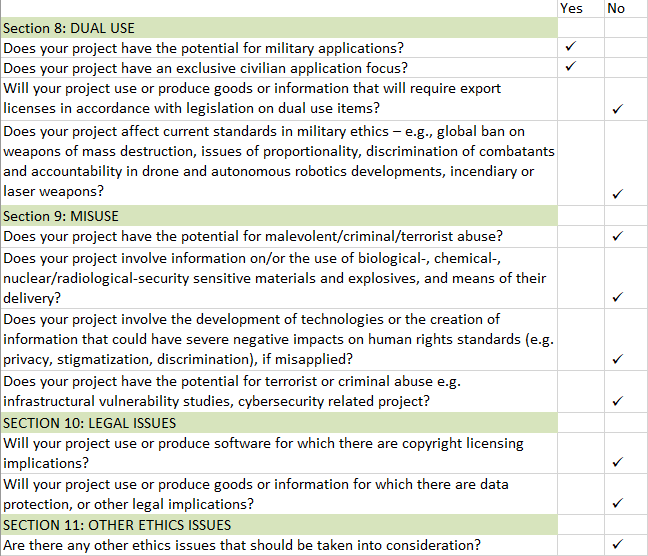 Yes No
Section 8: DUAL USE
Does your project have the potential for military applications? ✓
Does your project have an exclusive civilian application focus? ✓
Will your project use or produce goods or information that will require export
licenses in accordance with legislation on dual use items? ✓
Does your project affect current standards in military ethics – e.g., global ban on
weapons of mass destruction, issues of proportionality, discrimination of combatants
and accountability in drone and autonomous robotics developments, incendiary or
laser weapons? ✓
Section 9: MISUSE
Does your project have the potential for malevolent/criminal/terrorist abuse? ✓
Does your project involve information on/or the use of biological-, chemical-,
nuclear/radiological-security sensitive materials and explosives, and means of their
delivery? ✓
Does your project involve the development of technologies or the creation of
information that could have severe negative impacts on human rights standards (e.g.
privacy, stigmatization, discrimination), if misapplied? ✓
Does your project have the potential for terrorist or criminal abuse e.g.
infrastructural vulnerability studies, cybersecurity related project? ✓
SECTION 10: LEGAL ISSUES
Will your project use or produce software for which there are copyright licensing
implications? ✓
Will your project use or produce goods or information for which there are data
protection, or other legal implications? ✓
SECTION 11: OTHER ETHICS ISSUES
Are there any other ethics issues that should be taken into consideration? ✓